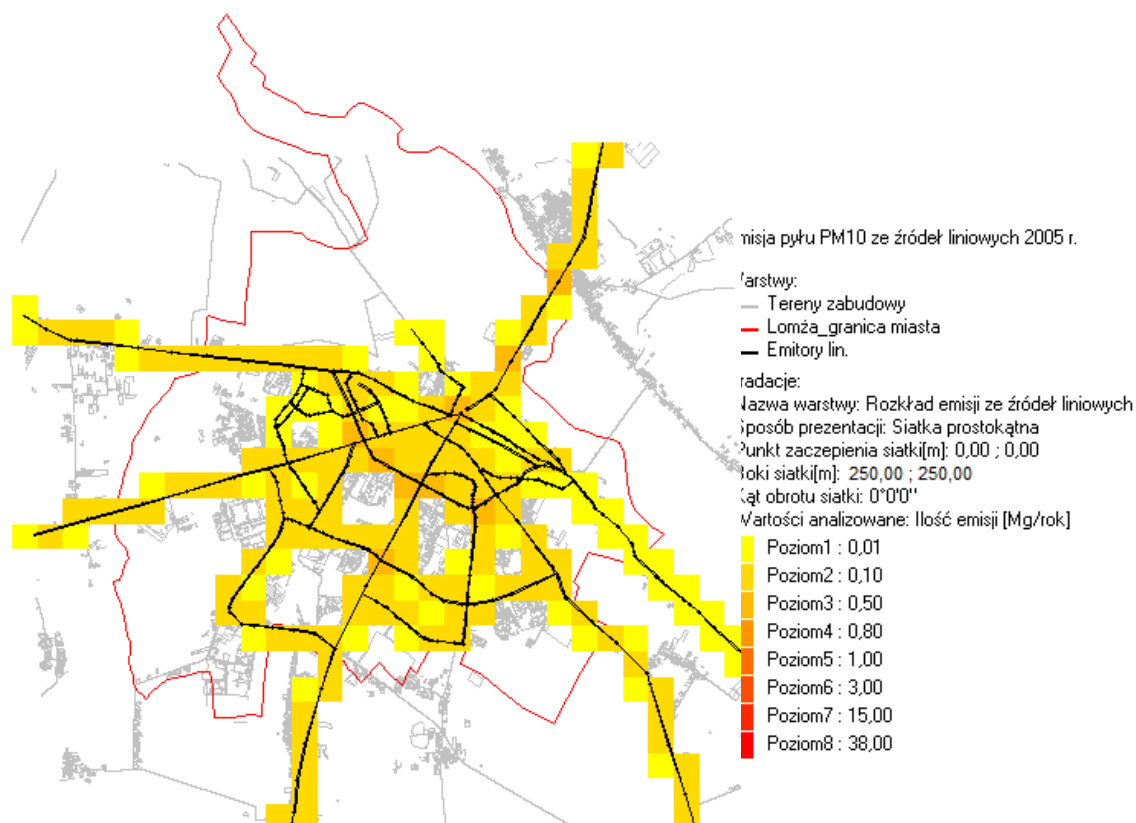 misja pyłu PM10 ze źródeł liniowych 2005 r.
Varstwy:
Tereny zabudowy
Lomża_granica miasta
Emitory lin.
radacje:
Nazwa warstwy: Rozkład emisji ze źródeł liniowych
Sposób prezentacji: Siatka prostokątna
Punkt zaczepienia siatki[m]: 0,00 ; 0,00
Boki siatki[m]: 250,00 ; 250,00
Kąt obrotu siatki: 0°0'0"
Wartości analizowane: Ilość emisji [Mg/rok]
Poziom1 : 0,01
Poziom2 : 0,10
Poziom3 : 0,50
Poziom4 : 0,80
Poziom5 : 1,00
Poziom6 : 3,00
Poziom7 : 15,00
Poziom8 : 38,00